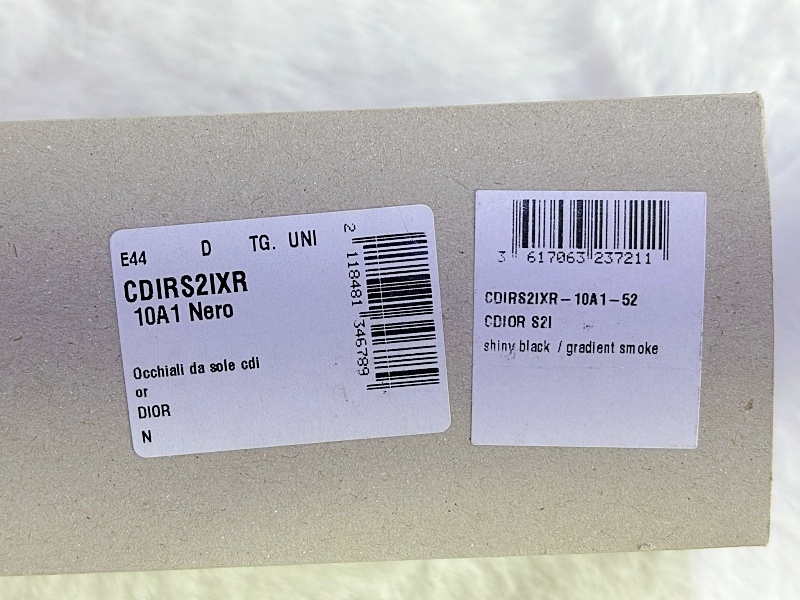 E44 D TG. UNI
CDIRS2IXR
10A1 Nero
Occhiali da sole cdi
or
DIOR
N
2 118481 346789
3 617063 237211
CDIRS2IXR-10A1-52
CDIOR S2I
shiny black / gradient smoke